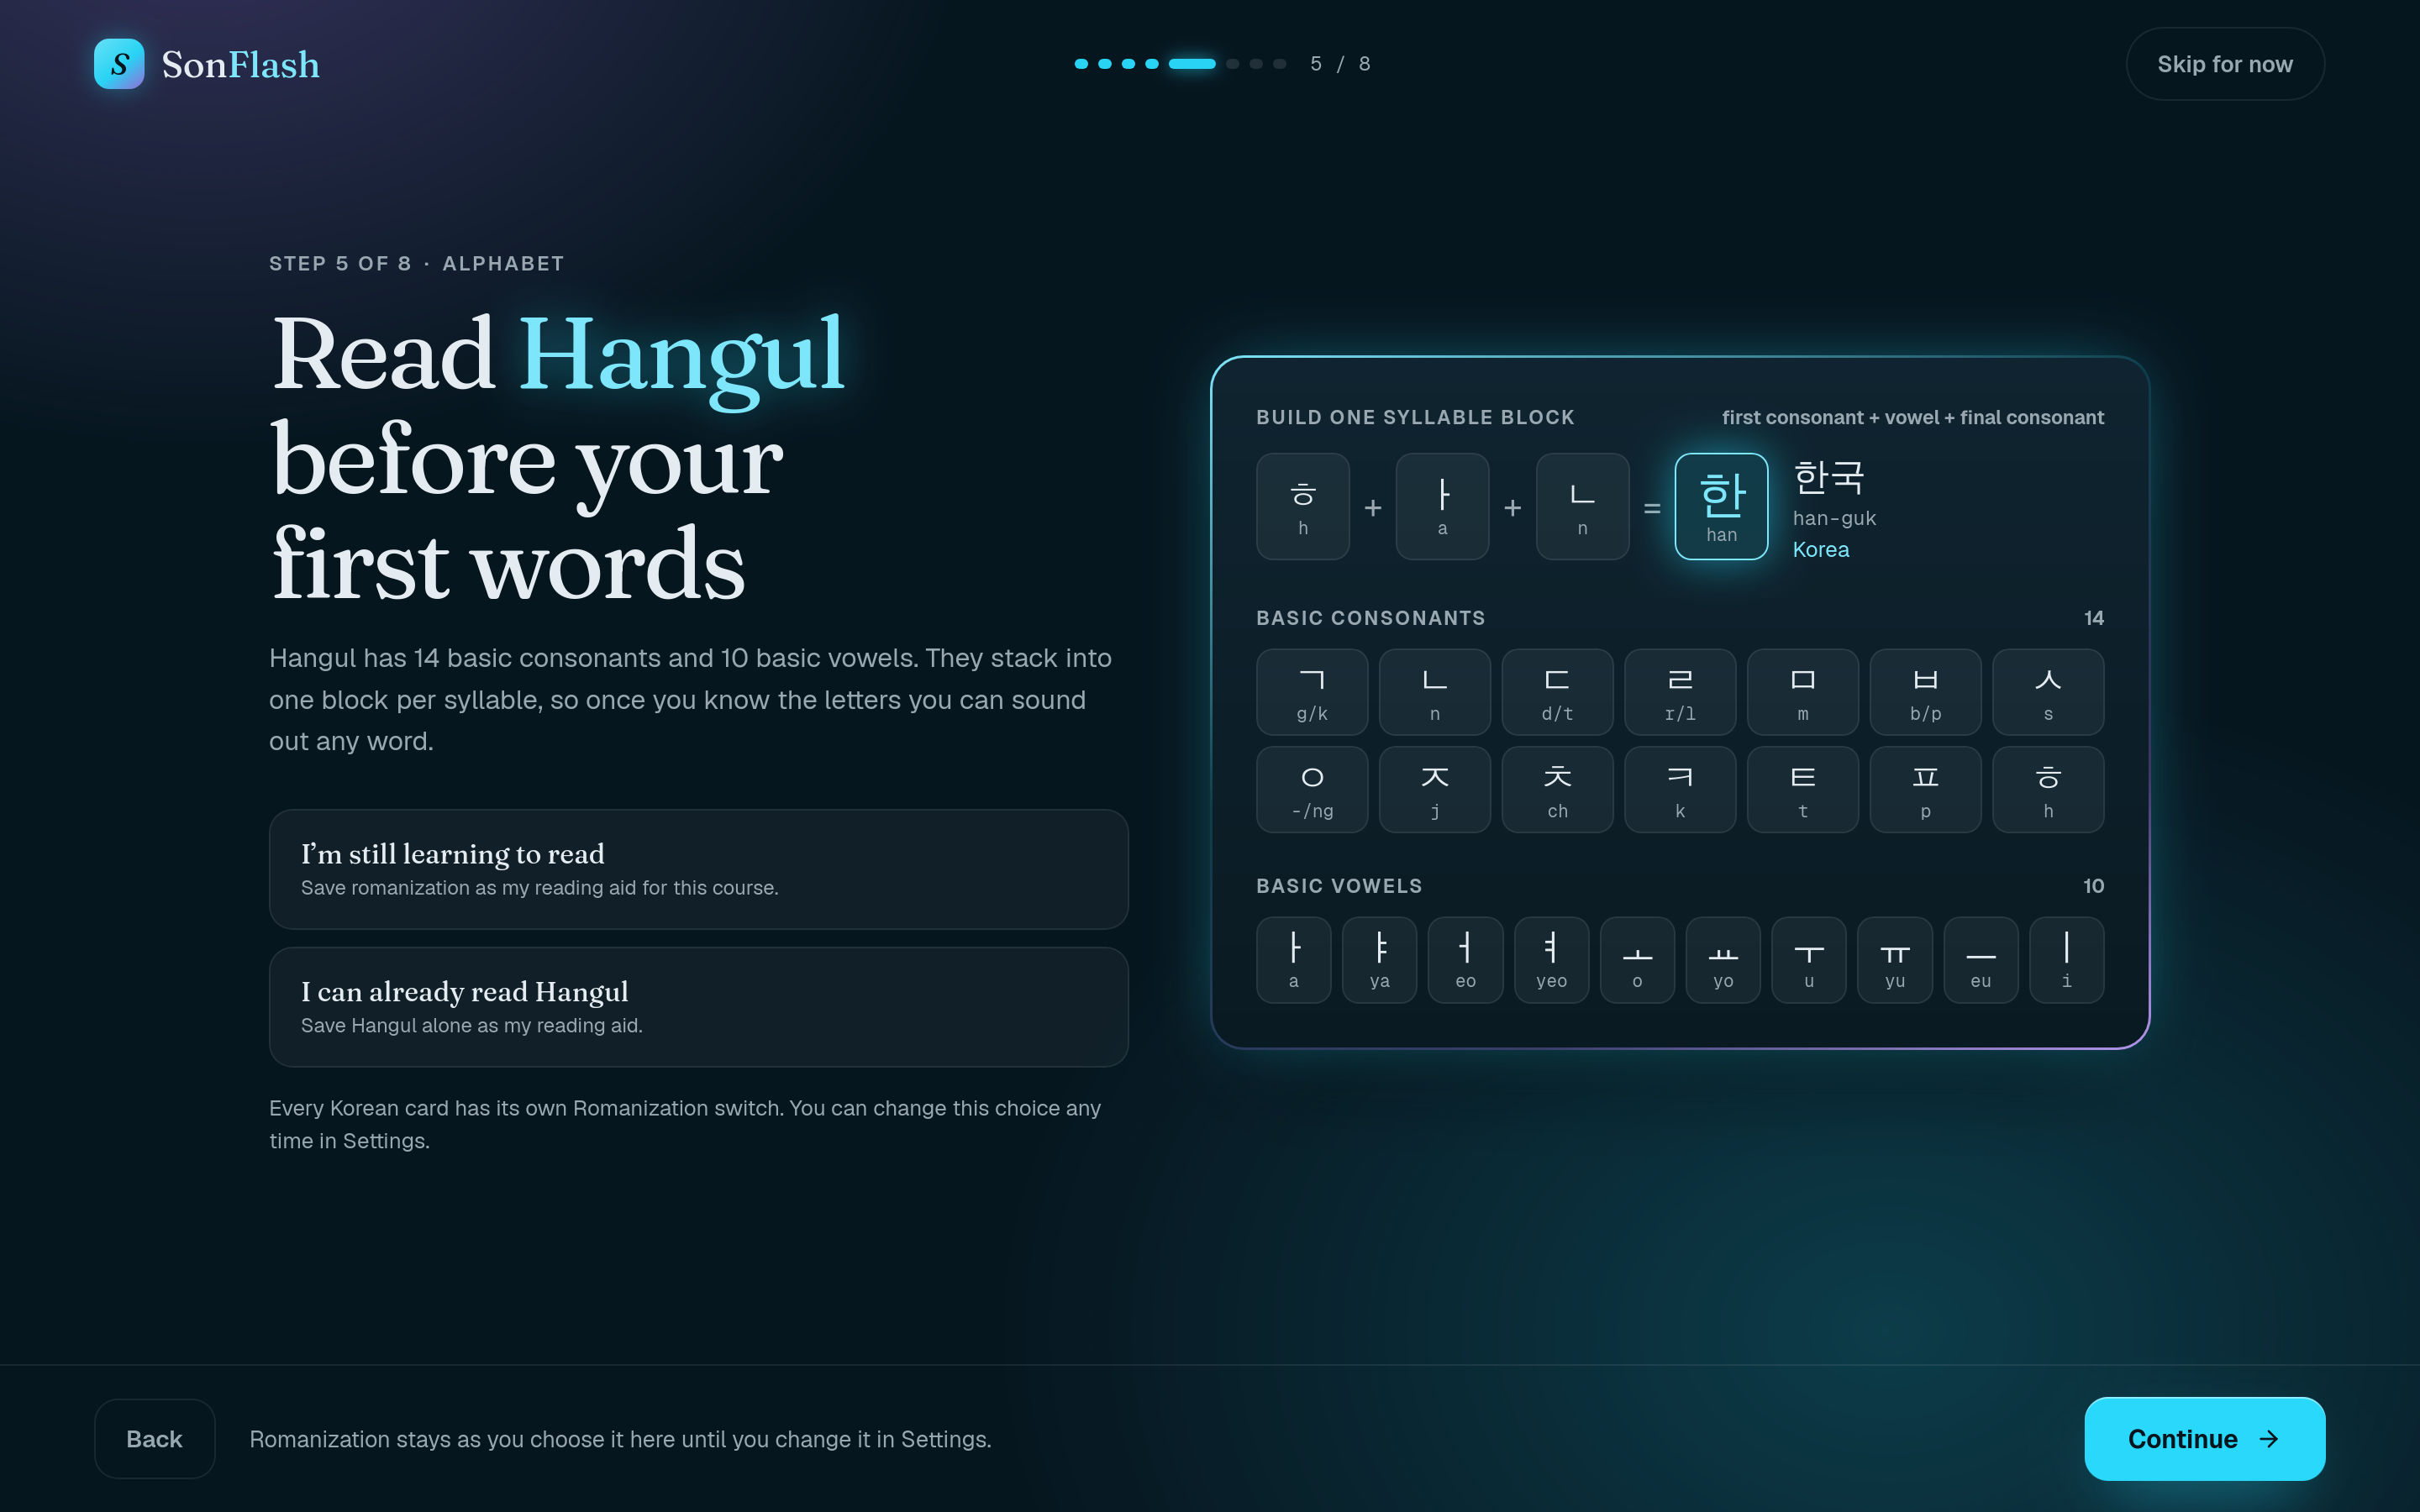 S SonFlash
5 / 8
Skip for now
STEP 5 OF 8 · ALPHABET
Read Hangul
before your
first words
Hangul has 14 basic consonants and 10 basic vowels. They stack into
one block per syllable, so once you know the letters you can sound
out any word.
I’m still learning to read
Save romanization as my reading aid for this course.
I can already read Hangul
Save Hangul alone as my reading aid.
Every Korean card has its own Romanization switch. You can change this choice any
time in Settings.
BUILD ONE SYLLABLE BLOCK first consonant + vowel + final consonant
ㅎ + ㅏ + ㄴ = 한 한국
h a n han han-guk
Korea
BASIC CONSONANTS 14
ㄱ ㄴ ㄷ ㄹ ㅁ ㅂ ㅅ
g/k n d/t r/l m b/p s
ㅇ ㅈ ㅊ ㅋ ㅌ ㅍ ㅎ
-/ng j ch k t p h
BASIC VOWELS 10
ㅏ ㅑ ㅓ ㅕ ㅗ ㅛ ㅜ ㅠ ㅡ ㅣ
a ya eo yeo o yo u yu eu i
Back
Romanization stays as you choose it here until you change it in Settings.
Continue →